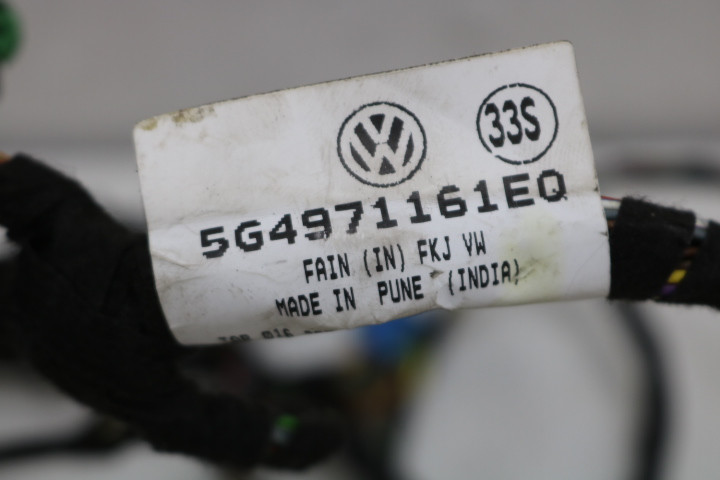 33S
5G4971161EQ
FAIN (IN) FKJ VW
MADE IN PUNE (INDIA)